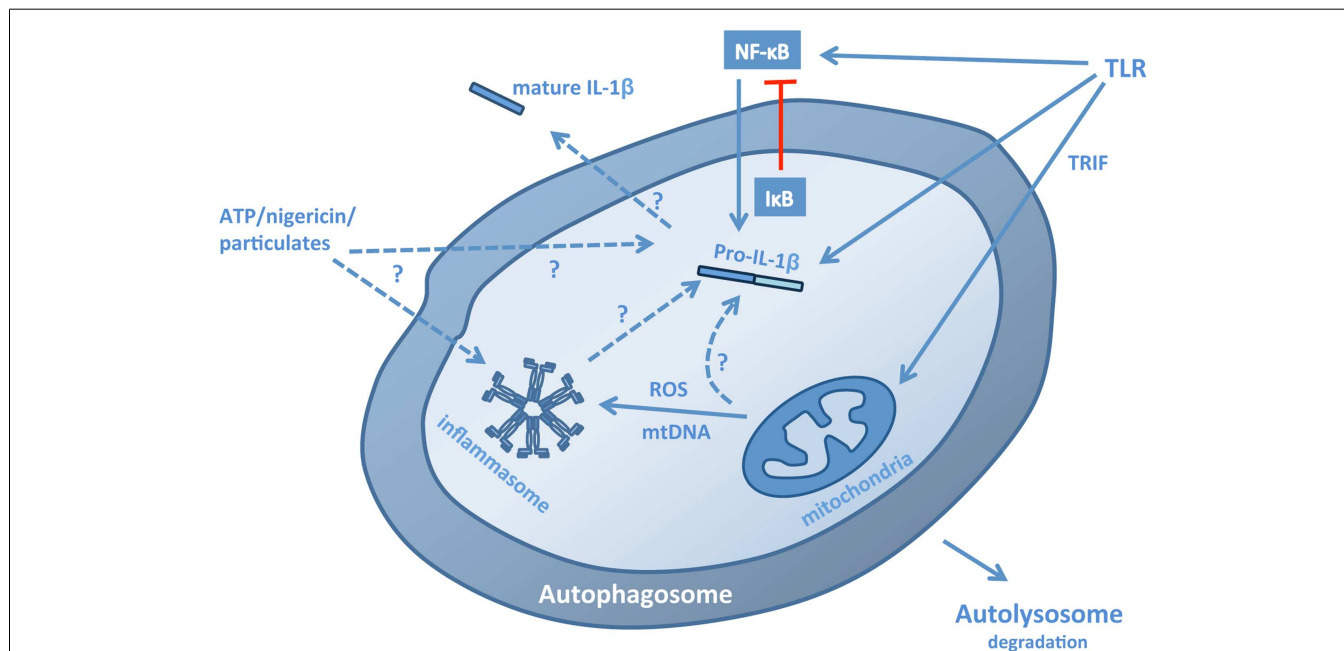 NF-κB
TLR
mature IL-1β
TRIF
IκB
?
ATP/nigericin/
particulates
Pro-IL-1β
?
?
?
?
ROS
mtDNA
inflammasome
mitochondria
Autophagosome
Autolysosome
degradation